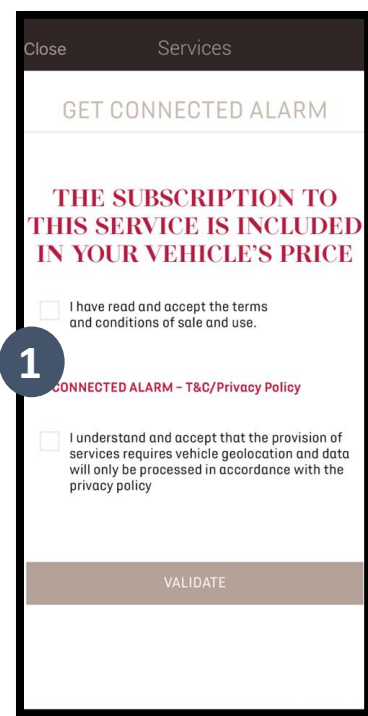 Close Services
GET CONNECTED ALARM
THE SUBSCRIPTION TO
THIS SERVICE IS INCLUDED
IN YOUR VEHICLE'S PRICE
I have read and accept the terms
and conditions of sale and use.
1
CONNECTED ALARM – T&C/Privacy Policy
I understand and accept that the provision of
services requires vehicle geolocation and data
will only be processed in accordance with the
privacy policy
VALIDATE